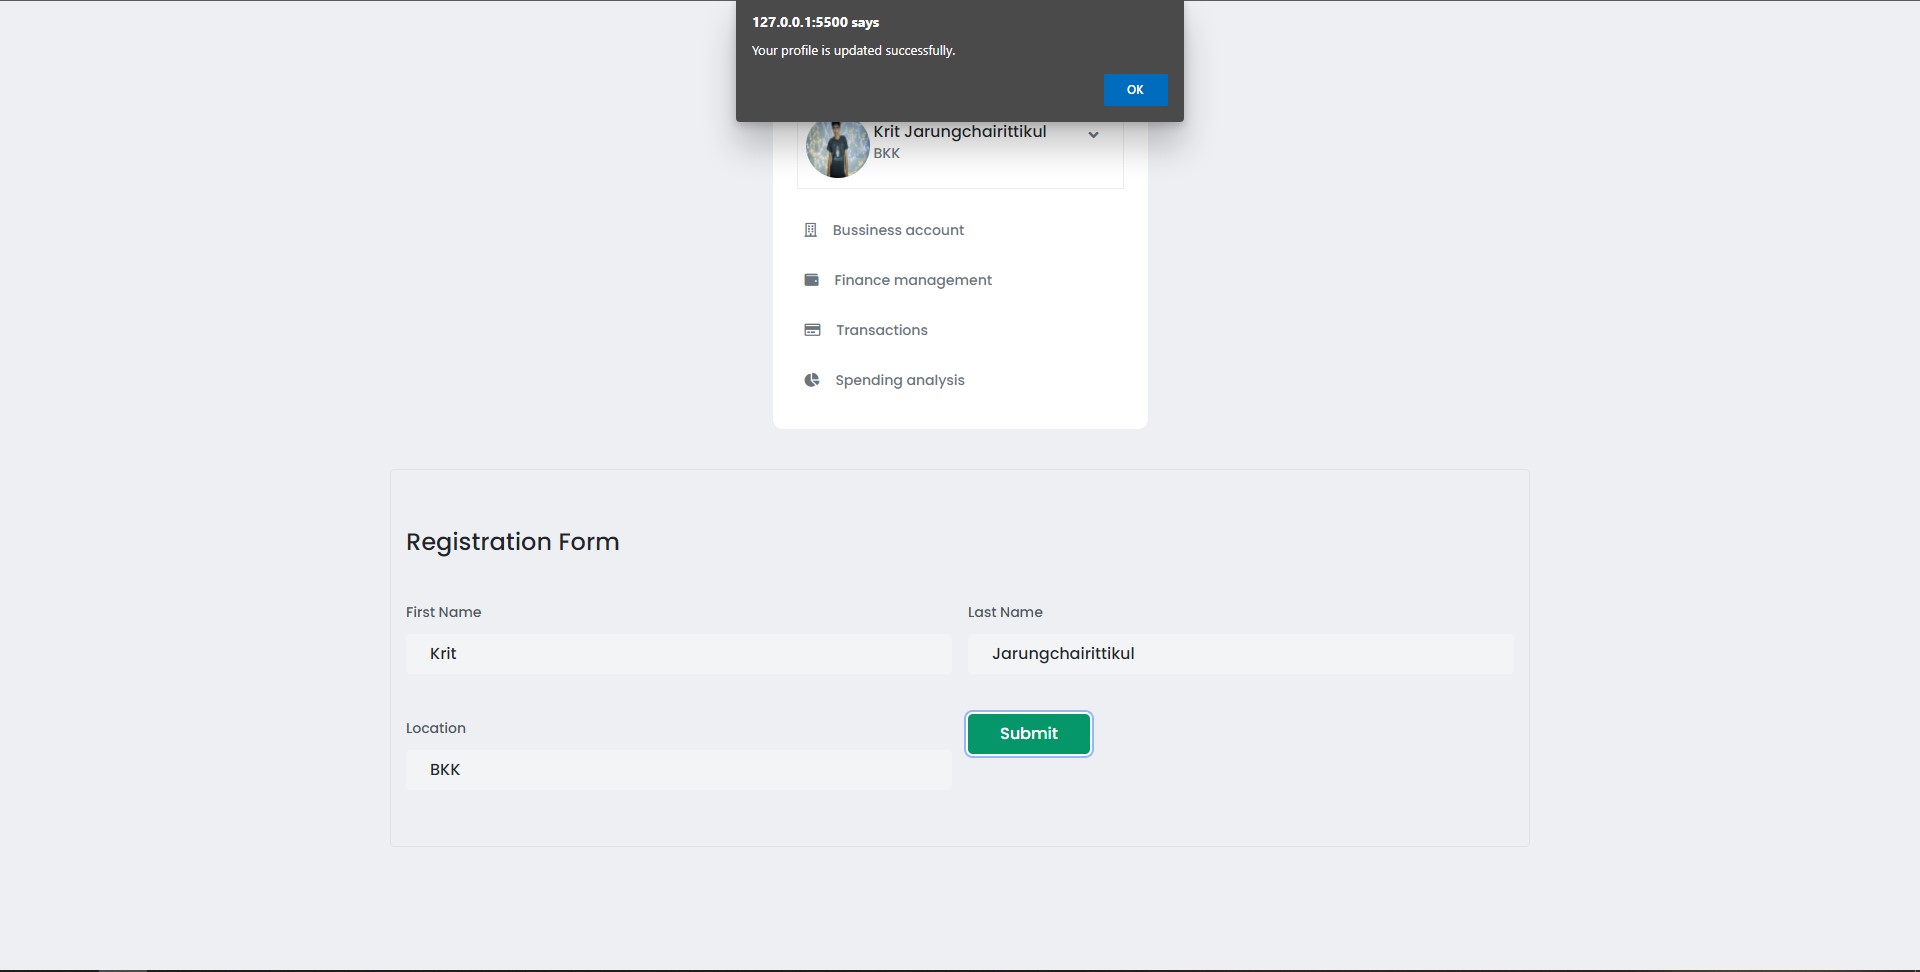 127.0.0.1:5500 says
Your profile is updated successfully.
OK
Krit Jarungchairittikul
BKK
Bussiness account
Finance management
Transactions
Spending analysis
Registration Form
First Name
Last Name
Krit
Jarungchairittikul
Location
Submit
BKK